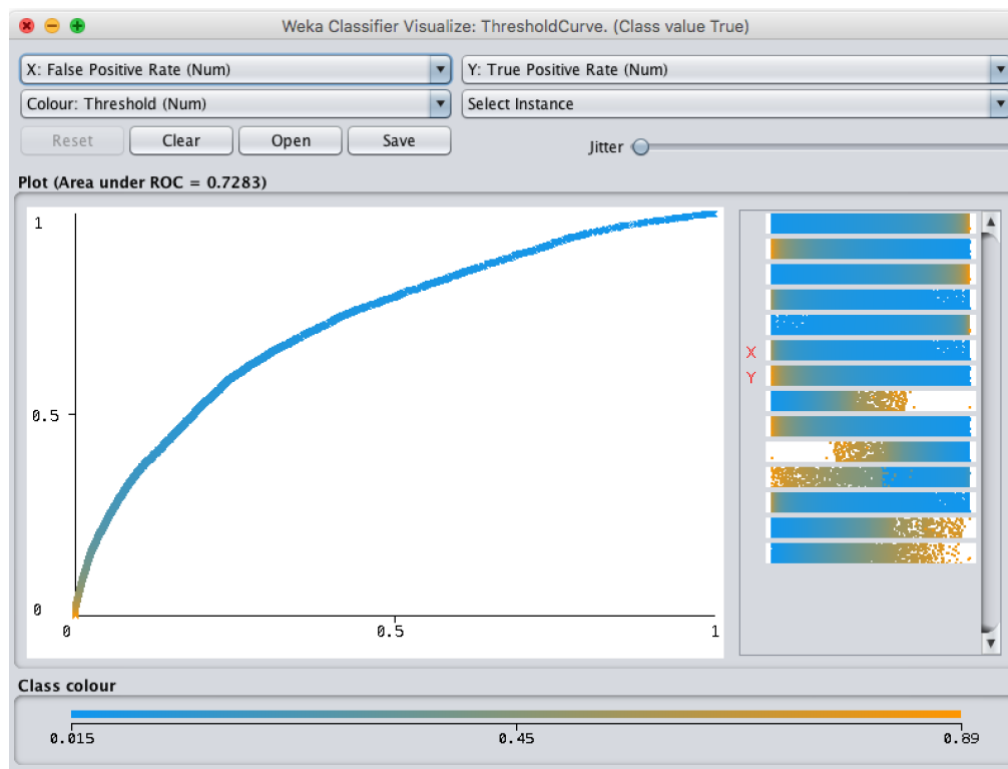 Weka Classifier Visualize: ThresholdCurve. (Class value True)
X: False Positive Rate (Num) Y: True Positive Rate (Num)
Colour: Threshold (Num) Select Instance
Reset Clear Open Save Jitter
Plot (Area under ROC = 0.7283)
1
0.5
0
0 0.5 1
X
Y
Class colour
0.015 0.45 0.89